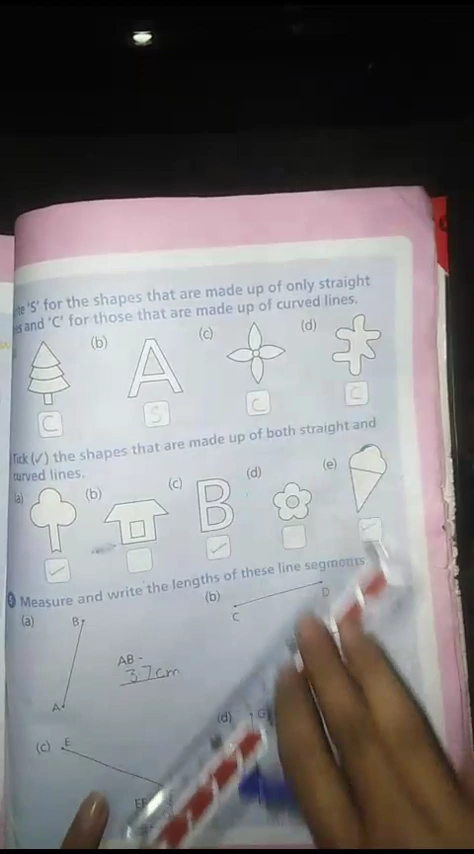 'S' for the shapes that are made up of only straight
and 'C' for those that are made up of curved lines.
(b) (c) (d)
A
C S C C
Tick (✓) the shapes that are made up of both straight and
curved lines.
(a) (b) (c) (d) (e)
B
✓ ✓ ✓
Measure and write the lengths of these line segments
(a) B (b) C D
AB -
3.7cm
A
(c) E (d) G
EF